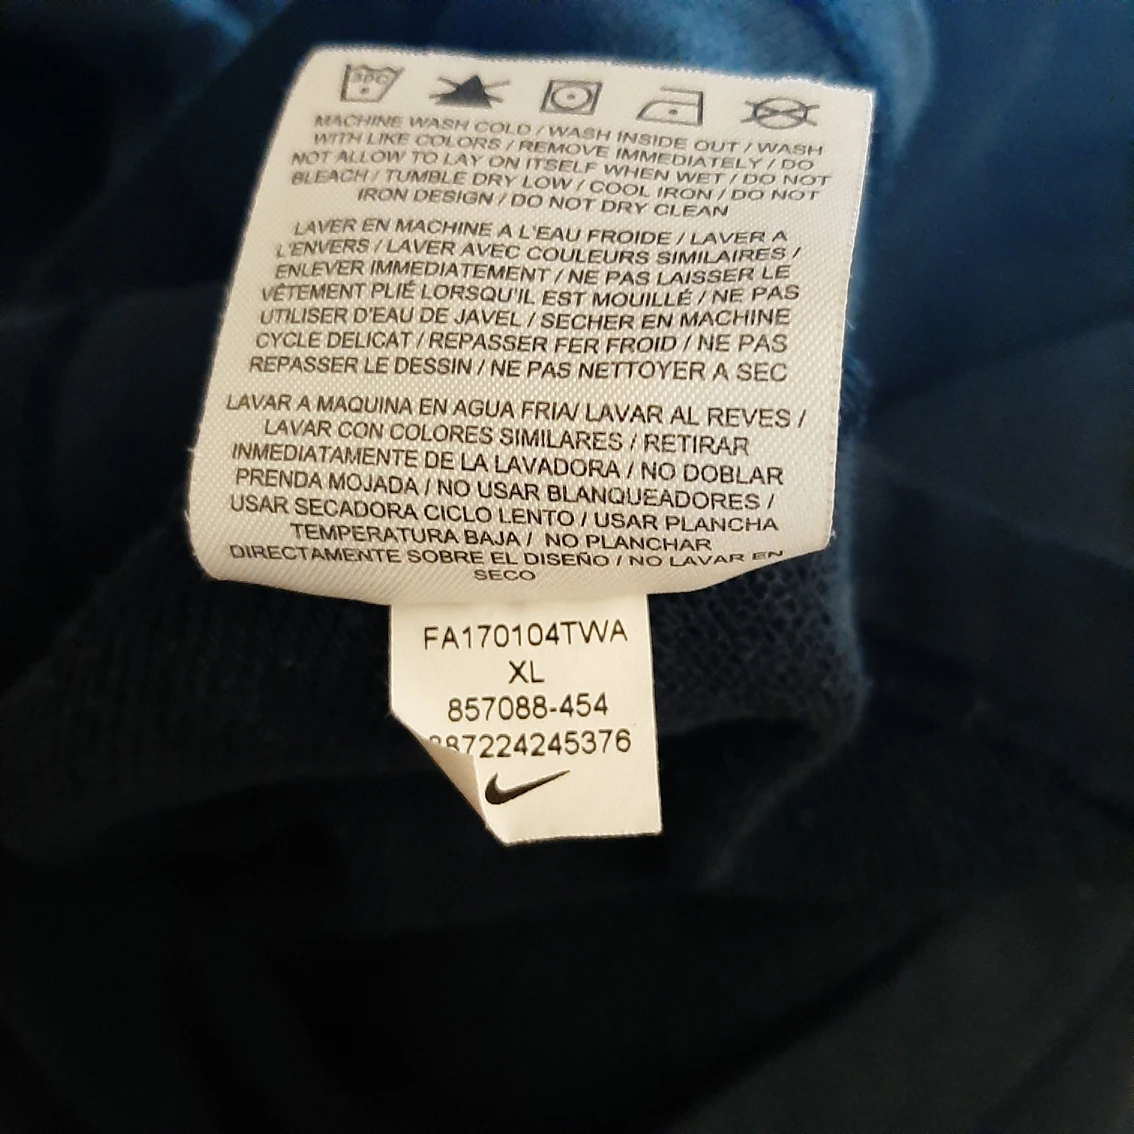 30C
MACHINE WASH COLD / WASH INSIDE OUT / WASH
WITH LIKE COLORS / REMOVE IMMEDIATELY / DO
NOT ALLOW TO LAY ON ITSELF WHEN WET / DO NOT
BLEACH / TUMBLE DRY LOW / COOL IRON / DO NOT
IRON DESIGN / DO NOT DRY CLEAN
LAVER EN MACHINE A L'EAU FROIDE / LAVER A
L'ENVERS / LAVER AVEC COULEURS SIMILAIRES /
ENLEVER IMMEDIATEMENT / NE PAS LAISSER LE
VÊTEMENT PLIÉ LORSQU'IL EST MOUILLÉ / NE PAS
UTILISER D'EAU DE JAVEL / SECHER EN MACHINE
CYCLE DELICAT / REPASSER FER FROID / NE PAS
REPASSER LE DESSIN / NE PAS NETTOYER A SEC
LAVAR A MAQUINA EN AGUA FRIA/ LAVAR AL REVES /
LAVAR CON COLORES SIMILARES / RETIRAR
INMEDIATAMENTE DE LA LAVADORA / NO DOBLAR
PRENDA MOJADA / NO USAR BLANQUEADORES /
USAR SECADORA CICLO LENTO / USAR PLANCHA
TEMPERATURA BAJA / NO PLANCHAR
DIRECTAMENTE SOBRE EL DISEÑO / NO LAVAR EN
SECO
FA170104TWA
XL
857088-454
87224245376